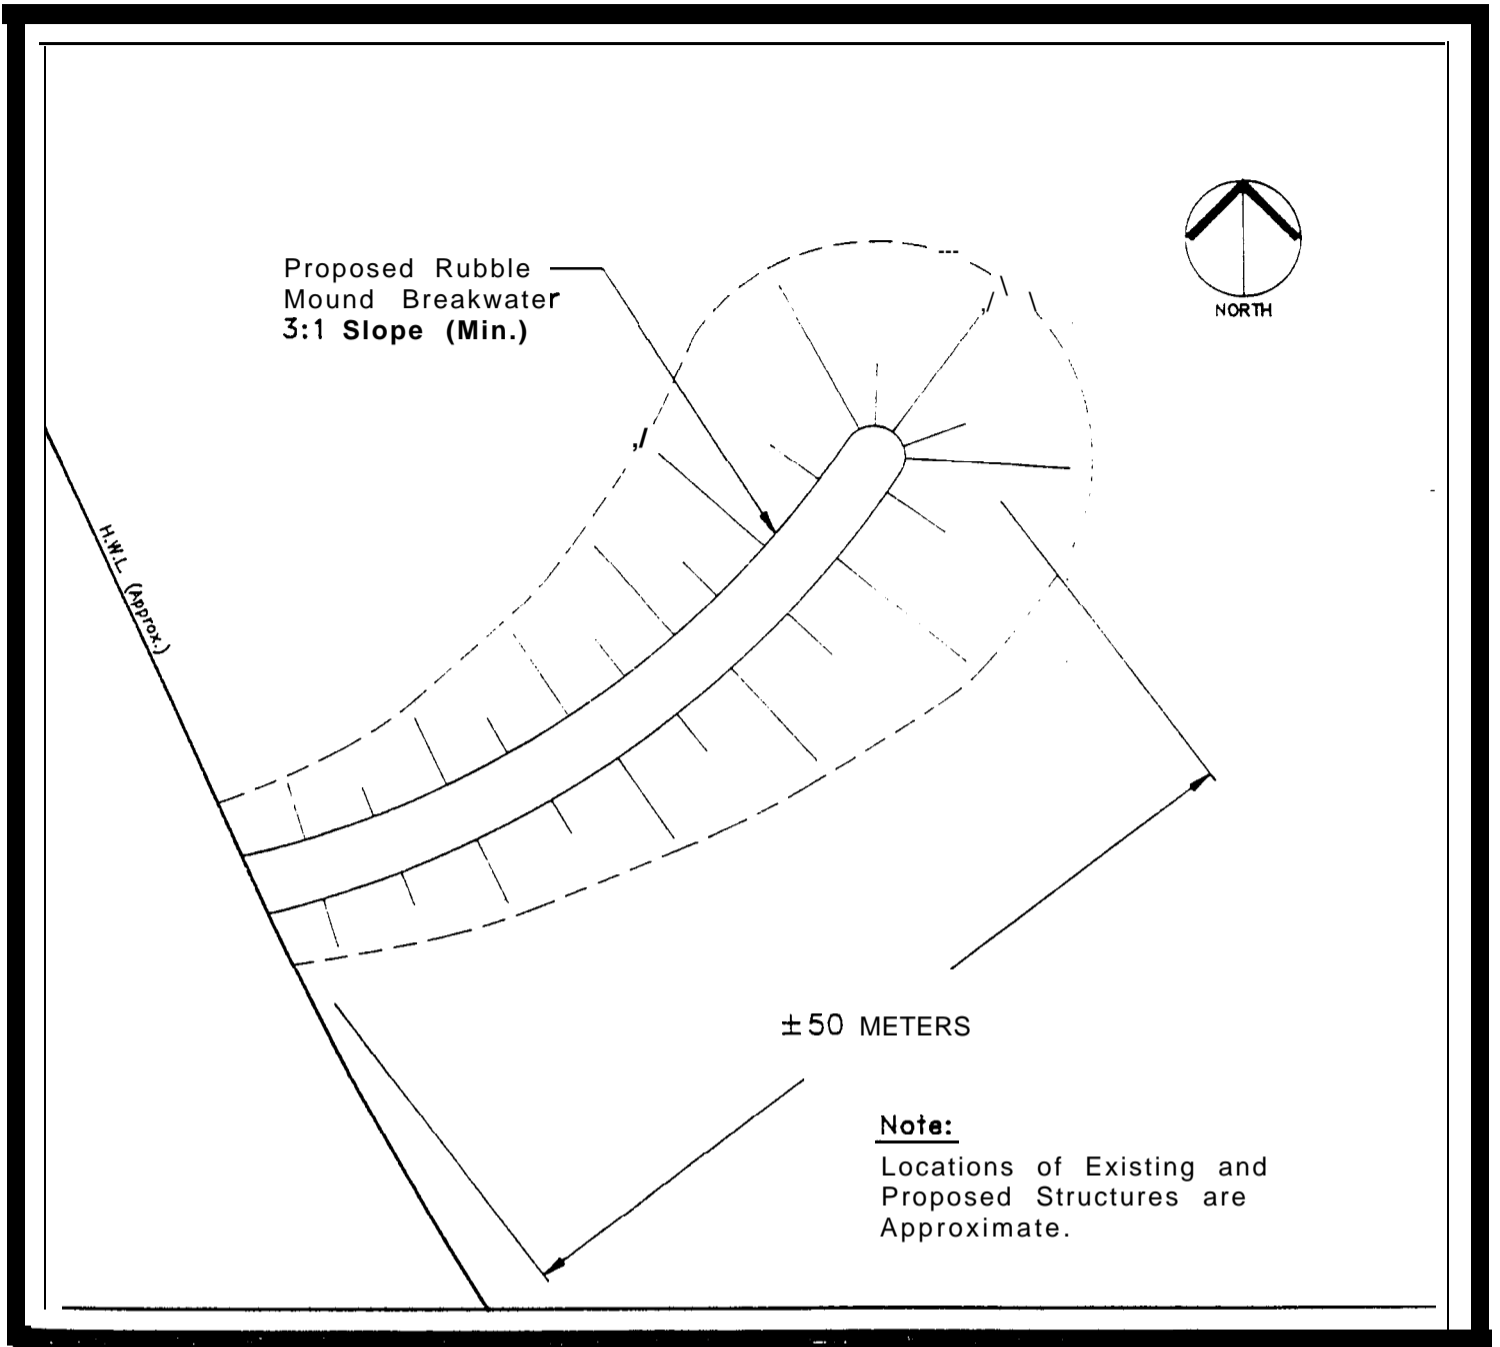 NORTH
Proposed Rubble
Mound Breakwater
3:1 Slope (Min.)
H.W.L. (Approx.)
±50 METERS
Note:
Locations of Existing and
Proposed Structures are
Approximate.